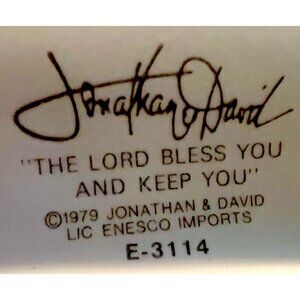 Jonathan & David
"THE LORD BLESS YOU
AND KEEP YOU"
©1979 JONATHAN & DAVID
LIC ENESCO IMPORTS
E-3114